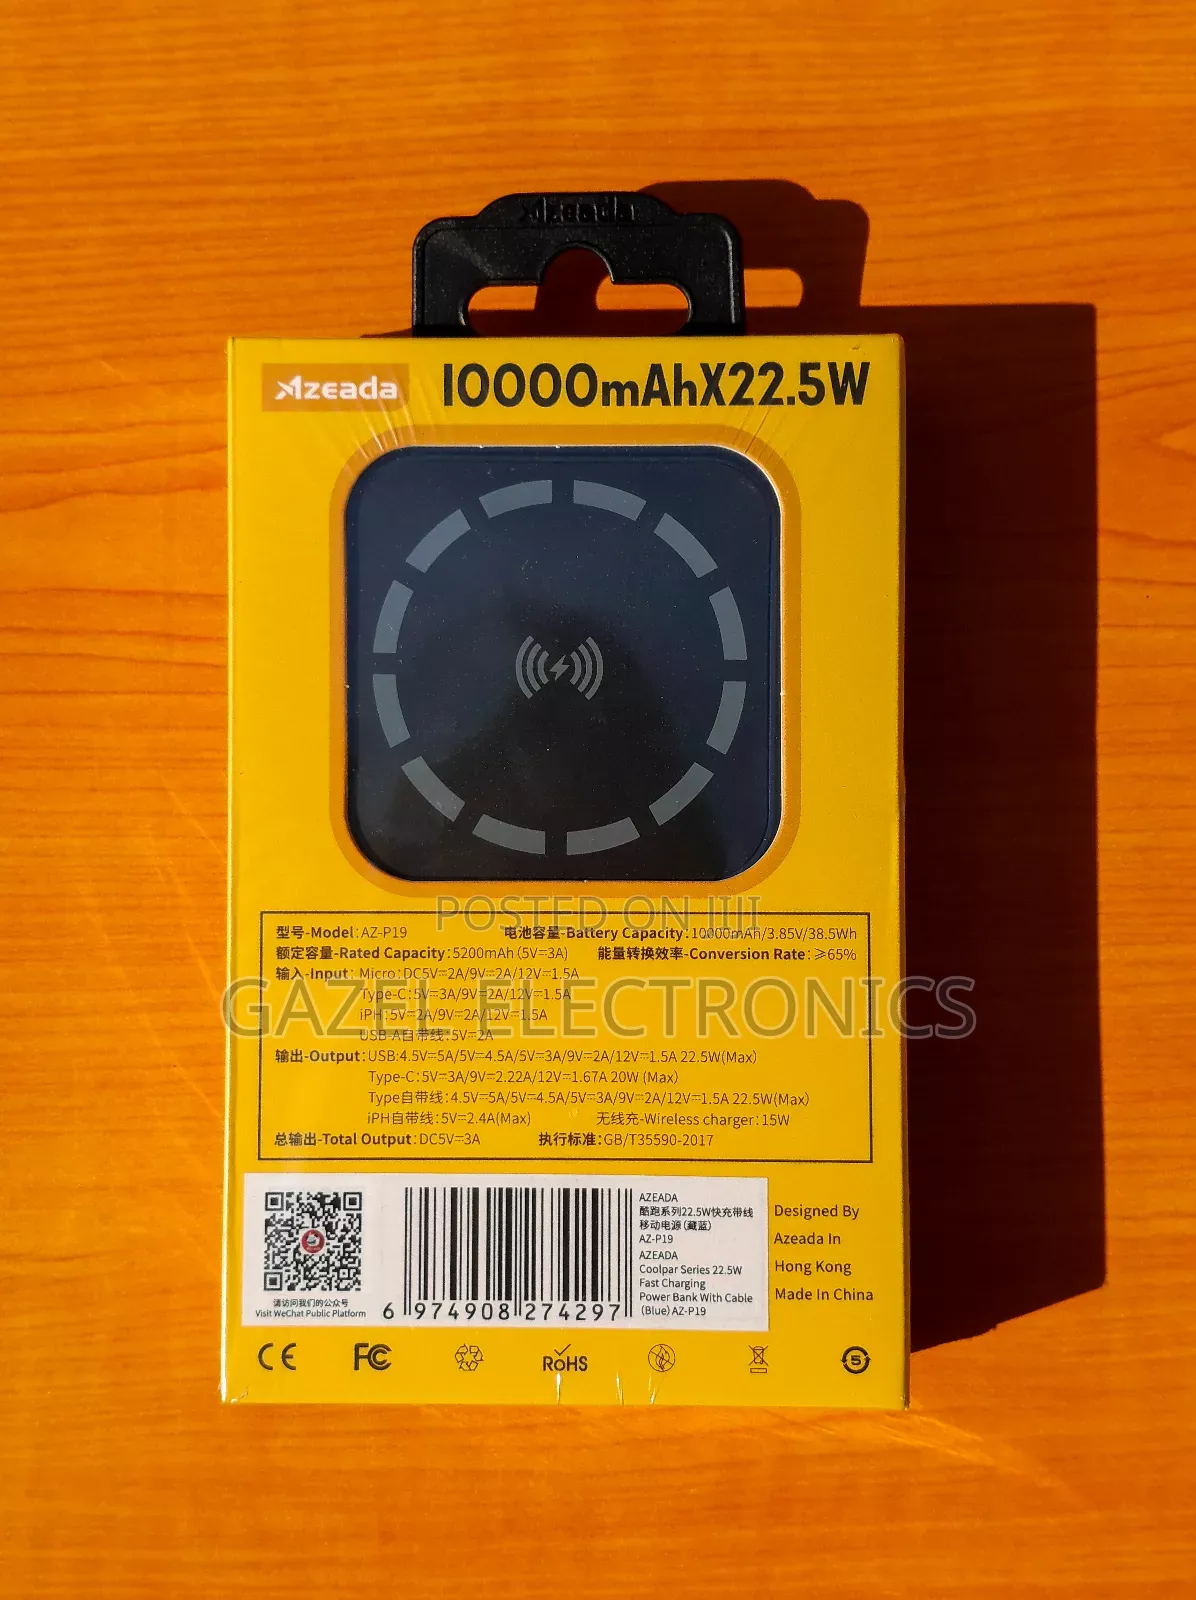 Azeada
Azeada 10000mAhX22.5W
POSTED ON JIJI
型号-Model:AZ-P19 电池容量-Battery Capacity:10000mAh/3.85V/38.5Wh
额定容量-Rated Capacity:5200mAh(5V⎓3A) 能量转换效率-Conversion Rate:≥65%
输入-Input: Micro:DC5V⎓2A/9V⎓2A/12V⎓1.5A
Type-C:5V⎓3A/9V⎓2A/12V⎓1.5A
GAZEL ELECTRONICS
iPH:5V⎓2A/9V⎓2A/12V⎓1.5A
USB-A自带线:5V⎓2A
输出-Output:USB:4.5V⎓5A/5V⎓4.5A/5V⎓3A/9V⎓2A/12V⎓1.5A 22.5W(Max)
Type-C:5V⎓3A/9V⎓2.22A/12V⎓1.67A 20W (Max)
Type自带线:4.5V⎓5A/5V⎓4.5A/5V⎓3A/9V⎓2A/12V⎓1.5A 22.5W(Max)
iPH自带线:5V⎓2.4A(Max) 无线充-Wireless charger:15W
总输出-Total Output:DC5V⎓3A 执行标准:GB/T35590-2017
请访问我们的公众号
Visit WeChat Public Platform
6 974908 274297
AZEADA
酷跑系列22.5W快充带线
移动电源(藏蓝)
AZ-P19
AZEADA
Coolpar Series 22.5W
Fast Charging
Power Bank With Cable
(Blue) AZ-P19
Designed By
Azeada In
Hong Kong
Made In China
CE FC RoHS 5